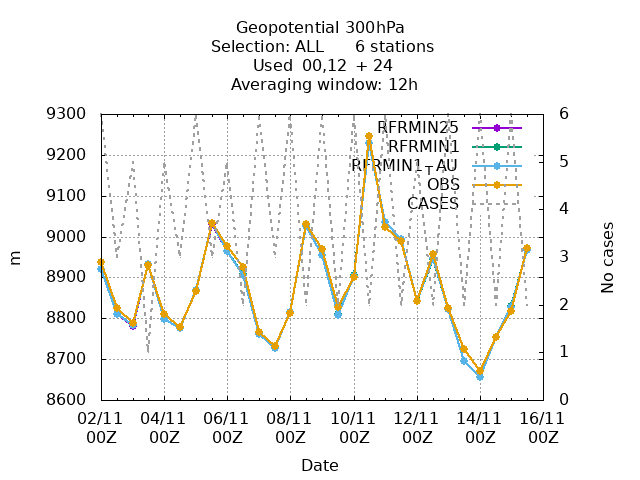 Geopotential 300hPa
Selection: ALL 6 stations
Used 00,12 + 24
Averaging window: 12h
9300
9200
9100
9000
8900
8800
8700
8600
m
6
5
4
3
2
1
0
No cases
RFRMIN25
RFRMIN1
RFRMIN1_TAU
OBS
CASES
02/11 04/11 06/11 08/11 10/11 12/11 14/11 16/11
00Z 00Z 00Z 00Z 00Z 00Z 00Z 00Z
Date